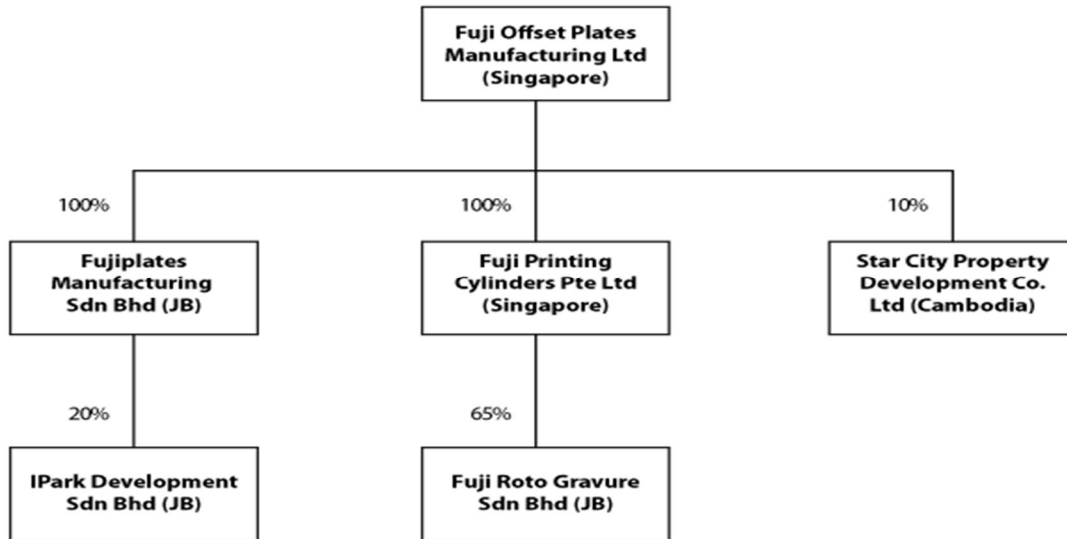 Fuji Offset Plates
Manufacturing Ltd
(Singapore)
100%
100%
10%
Fujiplates
Manufacturing
Sdn Bhd (JB)
Fuji Printing
Cylinders Pte Ltd
(Singapore)
Star City Property
Development Co.
Ltd (Cambodia)
20%
65%
IPark Development
Sdn Bhd (JB)
Fuji Roto Gravure
Sdn Bhd (JB)